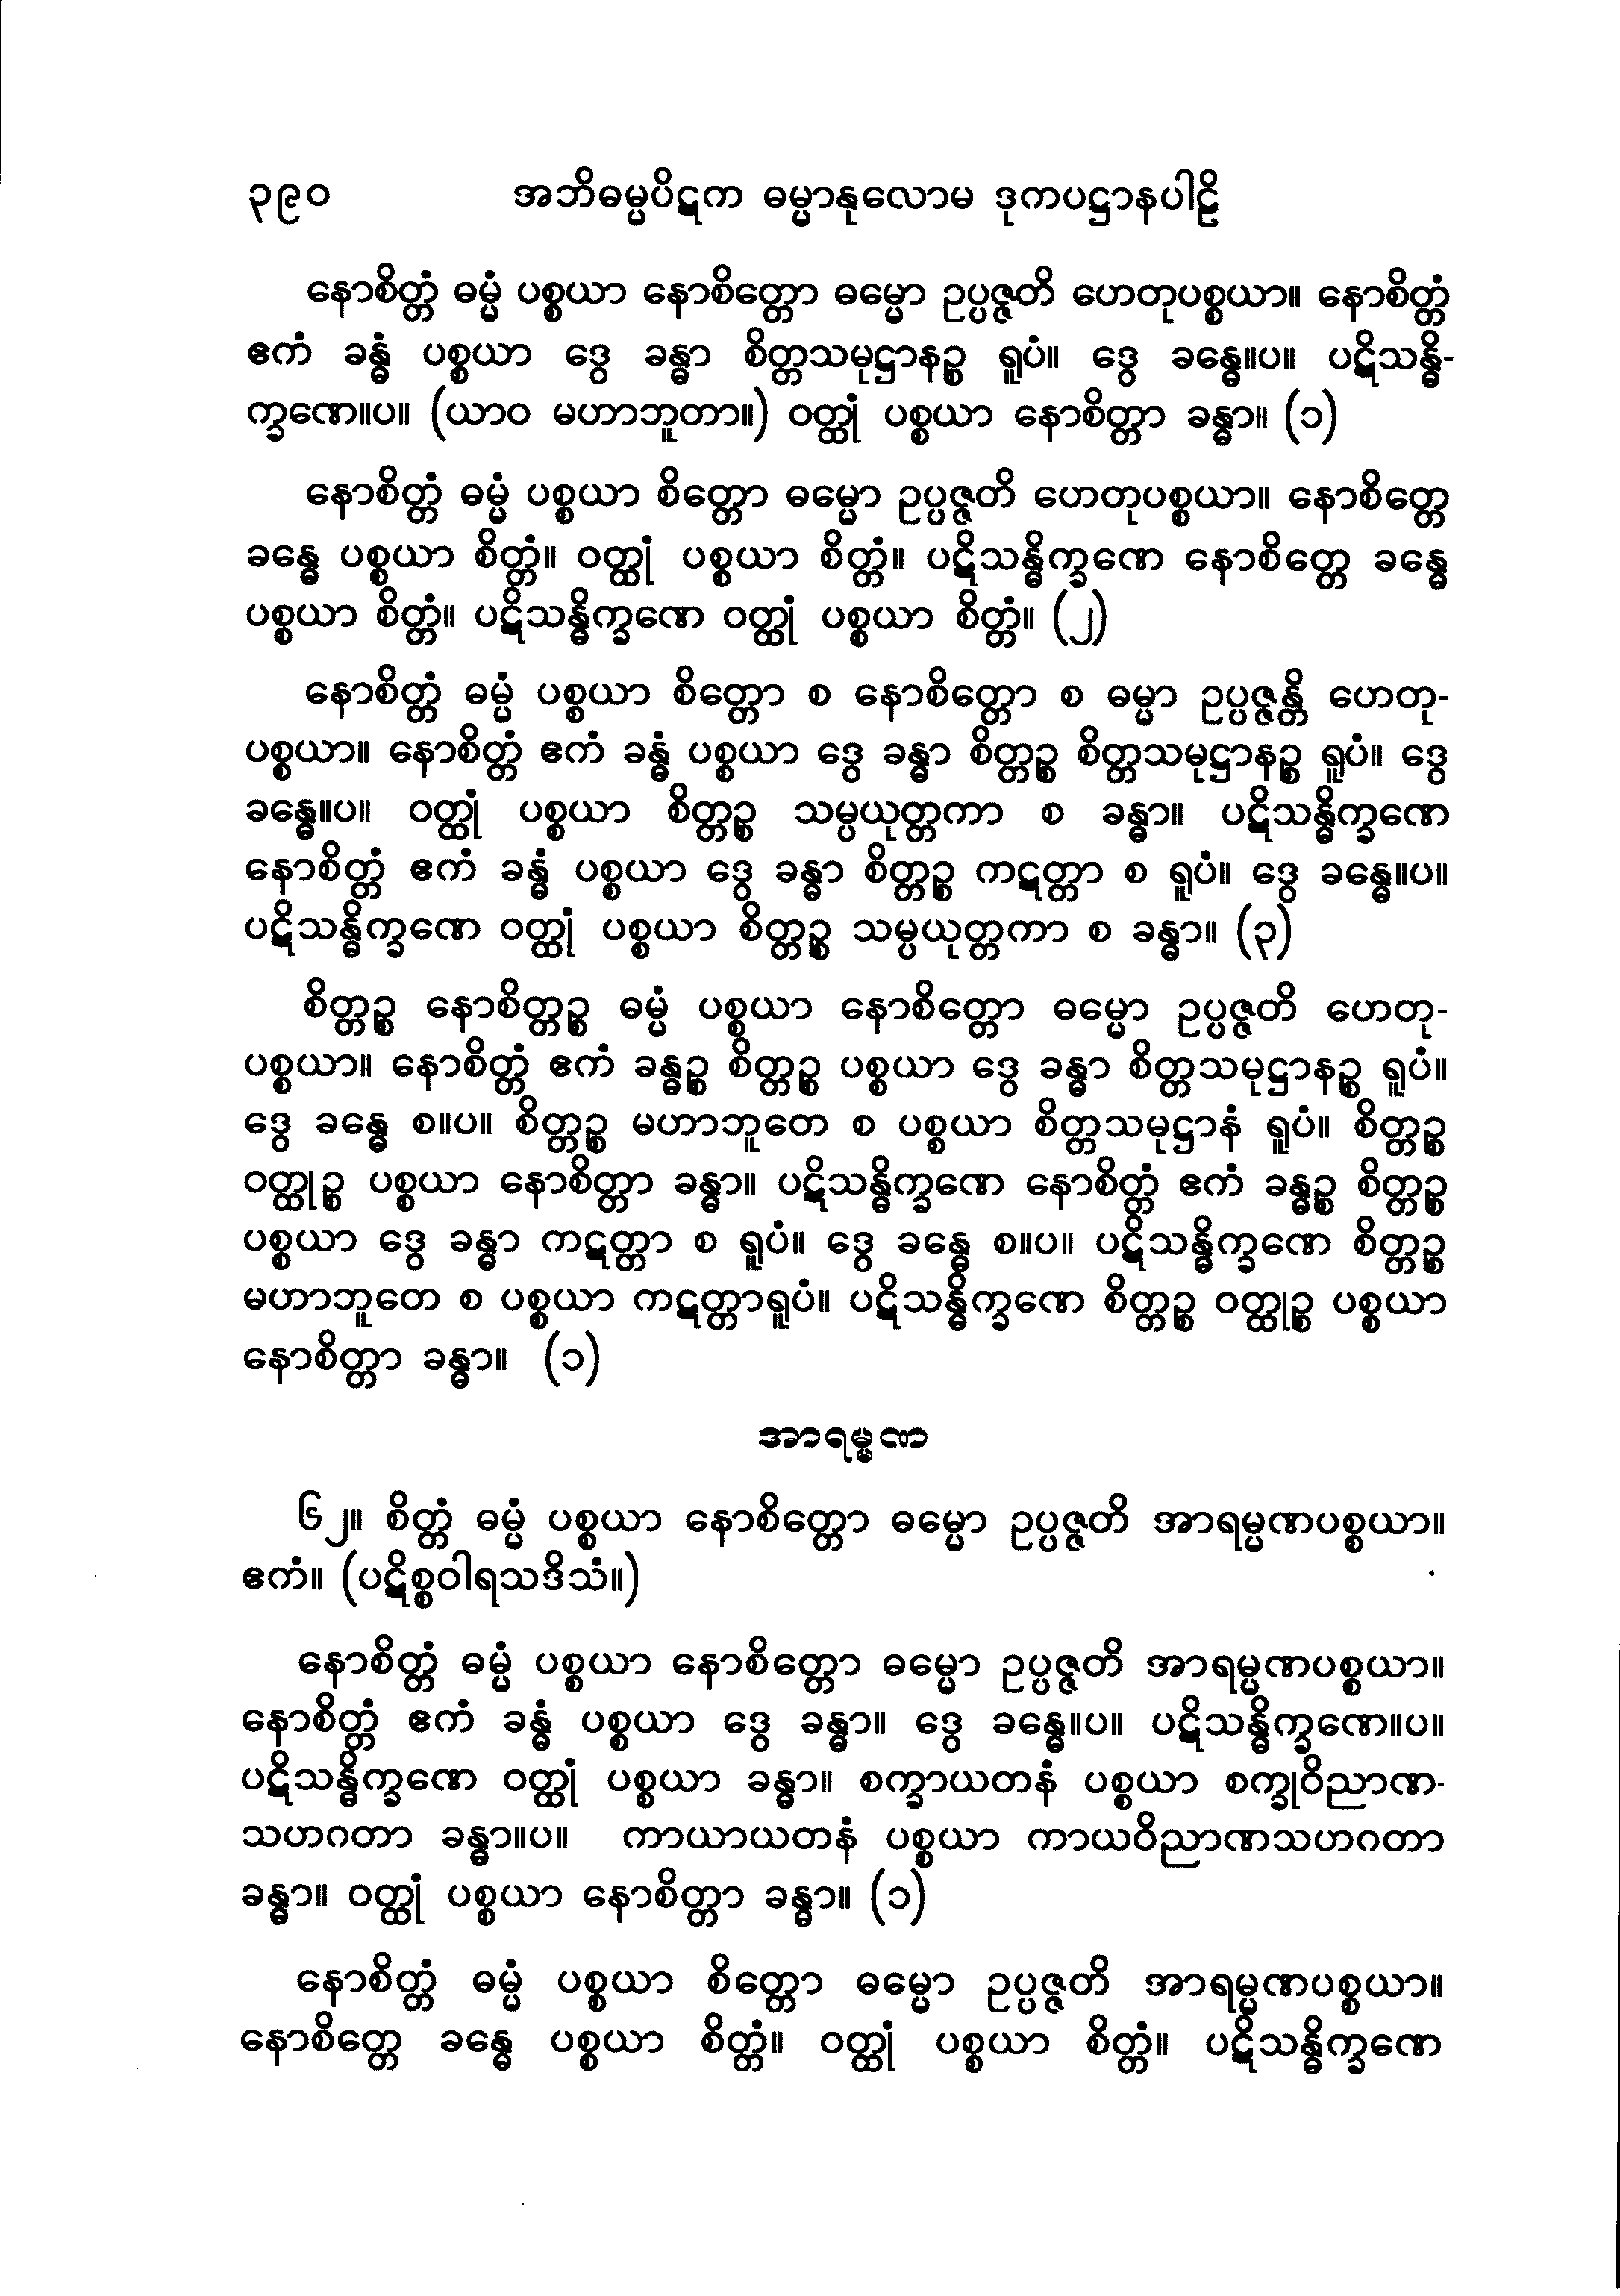 ၃၉၀ အဘိဓမ္မပိဋက ဓမ္မာနုလောမ ဒုကပဋ္ဌာနပါဠိ
နောစိတ္တံ ဓမ္မံ ပစ္စယာ နောစိတ္တော ဓမ္မော ဥပ္ပဇ္ဇတိ ဟေတုပစ္စယာ။ နောစိတ္တံ
ဧကံ ခန္ဓံ ပစ္စယာ ဒွေ ခန္ဓာ စိတ္တသမုဋ္ဌာနဉ္စ ရူပံ။ ဒွေ ခန္ဓေ။ပ။ ပဋိသန္ဓိ-
က္ခဏေ။ပ။ (ယာဝ မဟာဘူတာ။) ဝတ္ထုံ ပစ္စယာ နောစိတ္တာ ခန္ဓာ။ (၁)
နောစိတ္တံ ဓမ္မံ ပစ္စယာ စိတ္တော ဓမ္မော ဥပ္ပဇ္ဇတိ ဟေတုပစ္စယာ။ နောစိတ္တေ
ခန္ဓေ ပစ္စယာ စိတ္တံ။ ဝတ္ထုံ ပစ္စယာ စိတ္တံ။ ပဋိသန္ဓိက္ခဏေ နောစိတ္တေ ခန္ဓေ
ပစ္စယာ စိတ္တံ။ ပဋိသန္ဓိက္ခဏေ ဝတ္ထုံ ပစ္စယာ စိတ္တံ။ (၂)
နောစိတ္တံ ဓမ္မံ ပစ္စယာ စိတ္တော စ နောစိတ္တော စ ဓမ္မာ ဥပ္ပဇ္ဇန္တိ ဟေတု-
ပစ္စယာ။ နောစိတ္တံ ဧကံ ခန္ဓံ ပစ္စယာ ဒွေ ခန္ဓာ စိတ္တဉ္စ စိတ္တသမုဋ္ဌာနဉ္စ ရူပံ။ ဒွေ
ခန္ဓေ။ပ။ ဝတ္ထုံ ပစ္စယာ စိတ္တဉ္စ သမ္ပယုတ္တကာ စ ခန္ဓာ။ ပဋိသန္ဓိက္ခဏေ
နောစိတ္တံ ဧကံ ခန္ဓံ ပစ္စယာ ဒွေ ခန္ဓာ စိတ္တဉ္စ ကဋတ္တာ စ ရူပံ။ ဒွေ ခန္ဓေ။ပ။
ပဋိသန္ဓိက္ခဏေ ဝတ္ထုံ ပစ္စယာ စိတ္တဉ္စ သမ္ပယုတ္တကာ စ ခန္ဓာ။ (၃)
စိတ္တဉ္စ နောစိတ္တဉ္စ ဓမ္မံ ပစ္စယာ နောစိတ္တော ဓမ္မော ဥပ္ပဇ္ဇတိ ဟေတု-
ပစ္စယာ။ နောစိတ္တံ ဧကံ ခန္ဓဉ္စ စိတ္တဉ္စ ပစ္စယာ ဒွေ ခန္ဓာ စိတ္တသမုဋ္ဌာနဉ္စ ရူပံ။
ဒွေ ခန္ဓေ စ။ပ။ စိတ္တဉ္စ မဟာဘူတေ စ ပစ္စယာ စိတ္တသမုဋ္ဌာနံ ရူပံ။ စိတ္တဉ္စ
ဝတ္ထုဉ္စ ပစ္စယာ နောစိတ္တာ ခန္ဓာ။ ပဋိသန္ဓိက္ခဏေ နောစိတ္တံ ဧကံ ခန္ဓဉ္စ စိတ္တဉ္စ
ပစ္စယာ ဒွေ ခန္ဓာ ကဋတ္တာ စ ရူပံ။ ဒွေ ခန္ဓေ စ။ပ။ ပဋိသန္ဓိက္ခဏေ စိတ္တဉ္စ
မဟာဘူတေ စ ပစ္စယာ ကဋတ္တာရူပံ။ ပဋိသန္ဓိက္ခဏေ စိတ္တဉ္စ ဝတ္ထုဉ္စ ပစ္စယာ
နောစိတ္တာ ခန္ဓာ။ (၁)
အာရမ္မဏ
၆၂။ စိတ္တံ ဓမ္မံ ပစ္စယာ နောစိတ္တော ဓမ္မော ဥပ္ပဇ္ဇတိ အာရမ္မဏပစ္စယာ။
ဧကံ။ (ပဋိစ္စဝါရသဒိသံ။)
နောစိတ္တံ ဓမ္မံ ပစ္စယာ နောစိတ္တော ဓမ္မော ဥပ္ပဇ္ဇတိ အာရမ္မဏပစ္စယာ။
နောစိတ္တံ ဧကံ ခန္ဓံ ပစ္စယာ ဒွေ ခန္ဓာ။ ဒွေ ခန္ဓေ။ပ။ ပဋိသန္ဓိက္ခဏေ။ပ။
ပဋိသန္ဓိက္ခဏေ ဝတ္ထုံ ပစ္စယာ ခန္ဓာ။ စက္ခာယတနံ ပစ္စယာ စက္ခုဝိညာဏ-
သဟဂတာ ခန္ဓာ။ပ။ ကာယာယတနံ ပစ္စယာ ကာယဝိညာဏသဟဂတာ
ခန္ဓာ။ ဝတ္ထုံ ပစ္စယာ နောစိတ္တာ ခန္ဓာ။ (၁)
နောစိတ္တံ ဓမ္မံ ပစ္စယာ စိတ္တော ဓမ္မော ဥပ္ပဇ္ဇတိ အာရမ္မဏပစ္စယာ။
နောစိတ္တေ ခန္ဓေ ပစ္စယာ စိတ္တံ။ ဝတ္ထုံ ပစ္စယာ စိတ္တံ။ ပဋိသန္ဓိက္ခဏေ